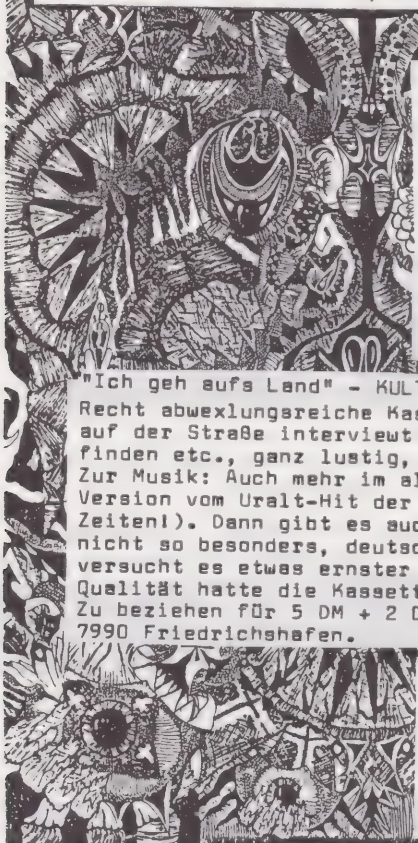 "Ich geh aufs Land" - KUL
Recht abwexlungsreiche Kas
auf der Straße interviewt
finden etc., ganz lustig,
Zur Musik: Auch mehr im al
Version vom Uralt-Hit der
Zeiten!). Dann gibt es auc
nicht so besonders, deutsc
versucht es etwas ernster
Qualität hatte die Kassett
Zu beziehen für 5 DM + 2 D
7990 Friedrichshafen.